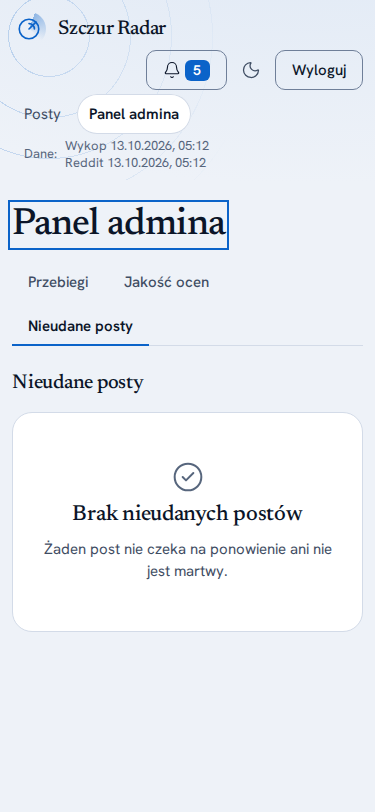 Szczur Radar
5
Wyloguj
Posty
Panel admina
Dane:
Wykop 13.10.2026, 05:12
Reddit 13.10.2026, 05:12
Panel admina
Przebiegi
Jakość ocen
Nieudane posty
Nieudane posty
Brak nieudanych postów
Żaden post nie czeka na ponowienie ani nie
jest martwy.